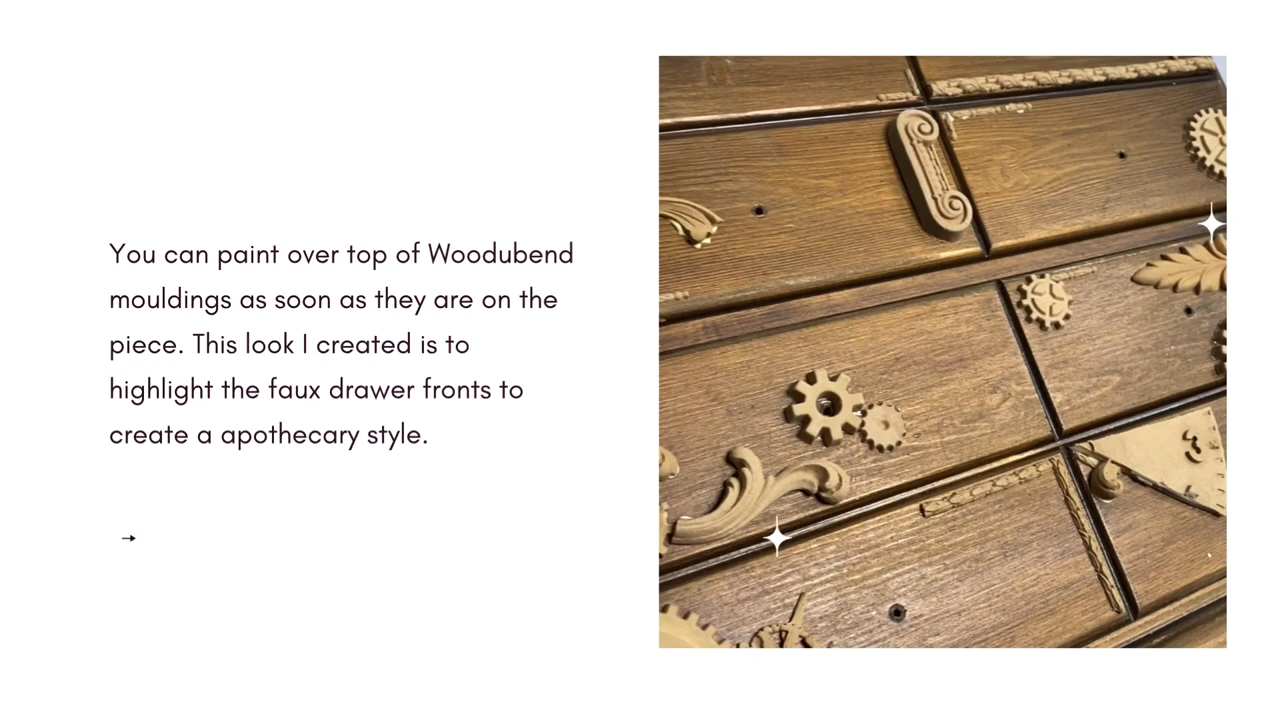 You can paint over top of Woodubend
mouldings as soon as they are on the
piece. This look I created is to
highlight the faux drawer fronts to
create a apothecary style.